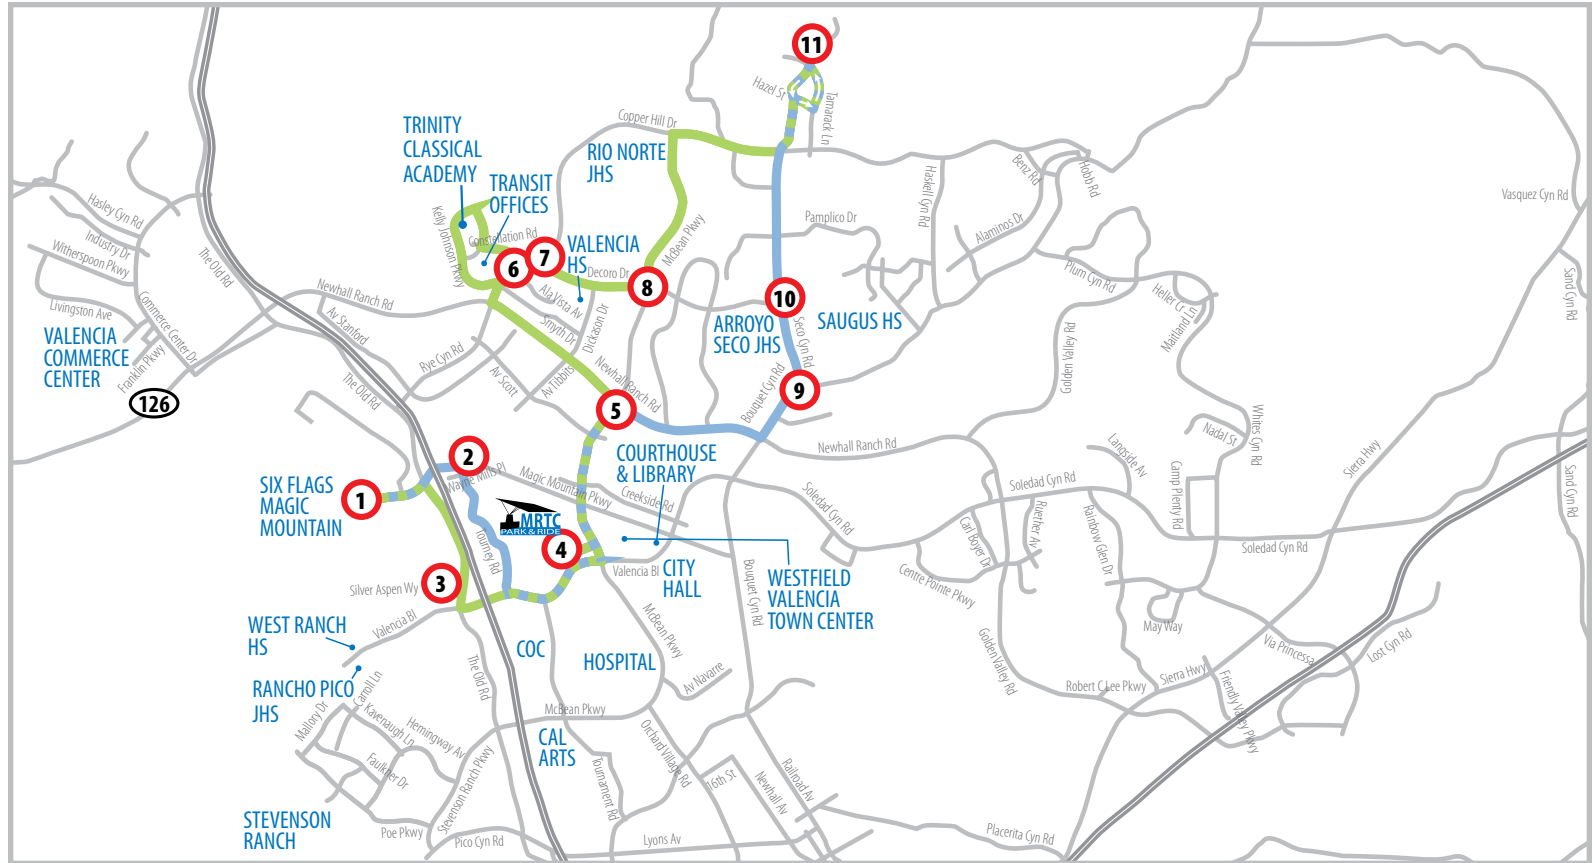 11
Hazel St
Tamarack Ln
Copper Hill Dr
TRINITY
CLASSICAL
ACADEMY
RIO NORTE
JHS
TRANSIT
OFFICES
Kelly Johnson Pkwy
Constellation Rd
McBean Pkwy
Pamplico Dr
Haskell Cyn Rd
Benz Rd
Hobb Rd
Alaminos Dr
Vasquez Cyn Rd
Hasley Cyn Rd
Industry Dr
Witherspoon Pkwy
The Old Rd
Livingston Ave
Commerce Center Dr
Franklin Pkwy
VALENCIA
COMMERCE
CENTER
126
Newhall Ranch Rd
Av Stanford
Rye Cyn Rd
The Old Rd
6
7
VALENCIA
HS
Decoro Dr
8
Ala Vista Av
Smyth Dr
Dickason Dr
Av Scott
Av Tibbits
Newhall Ranch Rd
5
10
ARROYO
SECO JHS
Seco Cyn Rd
SAUGUS HS
Plum Cyn Rd
Heller Cr
Maitland Ln
Sand Cyn Rd
Golden Valley Rd
9
Bouquet Cyn Rd
Newhall Ranch Rd
Whites Cyn Rd
Nadal St
Langside Av
Camp Plenty Rd
Sierra Hwy
Sand Cyn Rd
SIX FLAGS
MAGIC
MOUNTAIN
1
2
Wayne Mills Pl
Magic Mountain Pkwy
Creekside Rd
COURTHOUSE
& LIBRARY
MRTC
PARK & RIDE
4
Tourney Rd
Valencia Bl
CITY
HALL
WESTFIELD
VALENCIA
TOWN CENTER
Soledad Cyn Rd
Soledad Cyn Rd
Soledad Cyn Rd
Carl Boyer Dr
Ruether Av
Rainbow Glen Dr
Centre Pointe Pkwy
Bouquet Cyn Rd
3
Silver Aspen Wy
Valencia Bl
WEST RANCH
HS
RANCHO PICO
JHS
The Old Rd
COC
HOSPITAL
McBean Pkwy
Av Navarre
McBean Pkwy
CAL
ARTS
Golden Valley Rd
May Way
Via Princessa
Lost Cyn Rd
Robert C Lee Pkwy
Sierra Hwy
Friendly Valley Pkwy
Mallory Dr
Carroll Ln
Kavenaugh Ln
Hemingway Av
Faulkner Dr
Stevenson Ranch Pkwy
STEVENSON
RANCH
Poe Pkwy
Pico Cyn Rd
Tournament Rd
Orchard Village Rd
16th St
Newhall Av
Railroad Av
Lyons Av
Placerita Cyn Rd